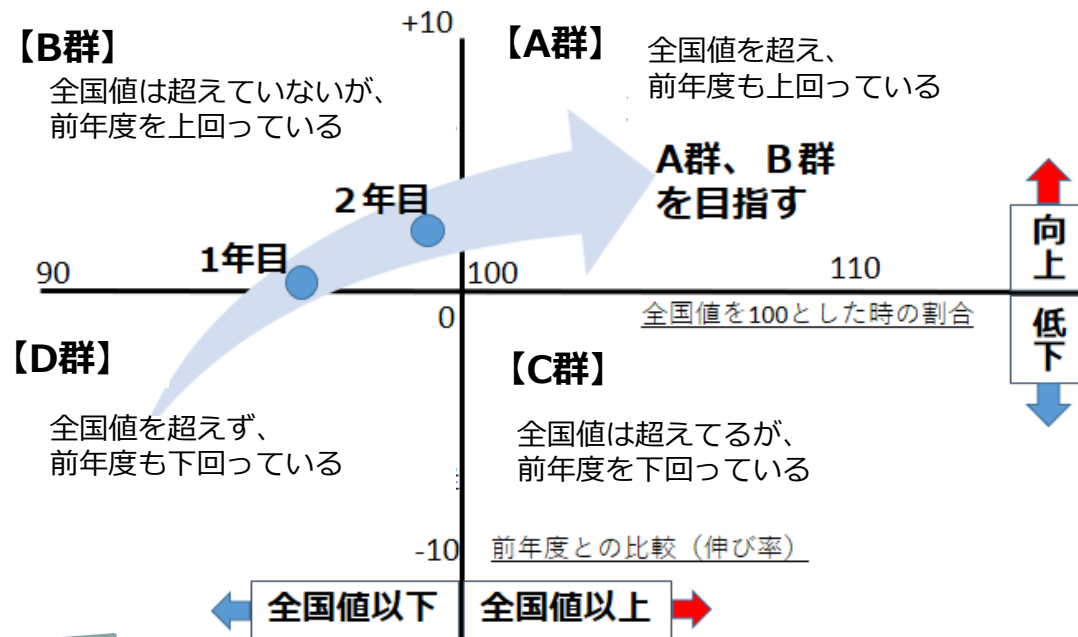 +10
【B群】
全国値は超えていないが、
前年度を上回っている
【A群】
全国値を超え、
前年度も上回っている
A群、B群
を目指す
2年目
1年目
90
100
110
向上
0
全国値を100とした時の割合
低下
【D群】
全国値を超えず、
前年度も下回っている
【C群】
全国値は超えてるが、
前年度を下回っている
-10
前年度との比較（伸び率）
全国値以下
全国値以上